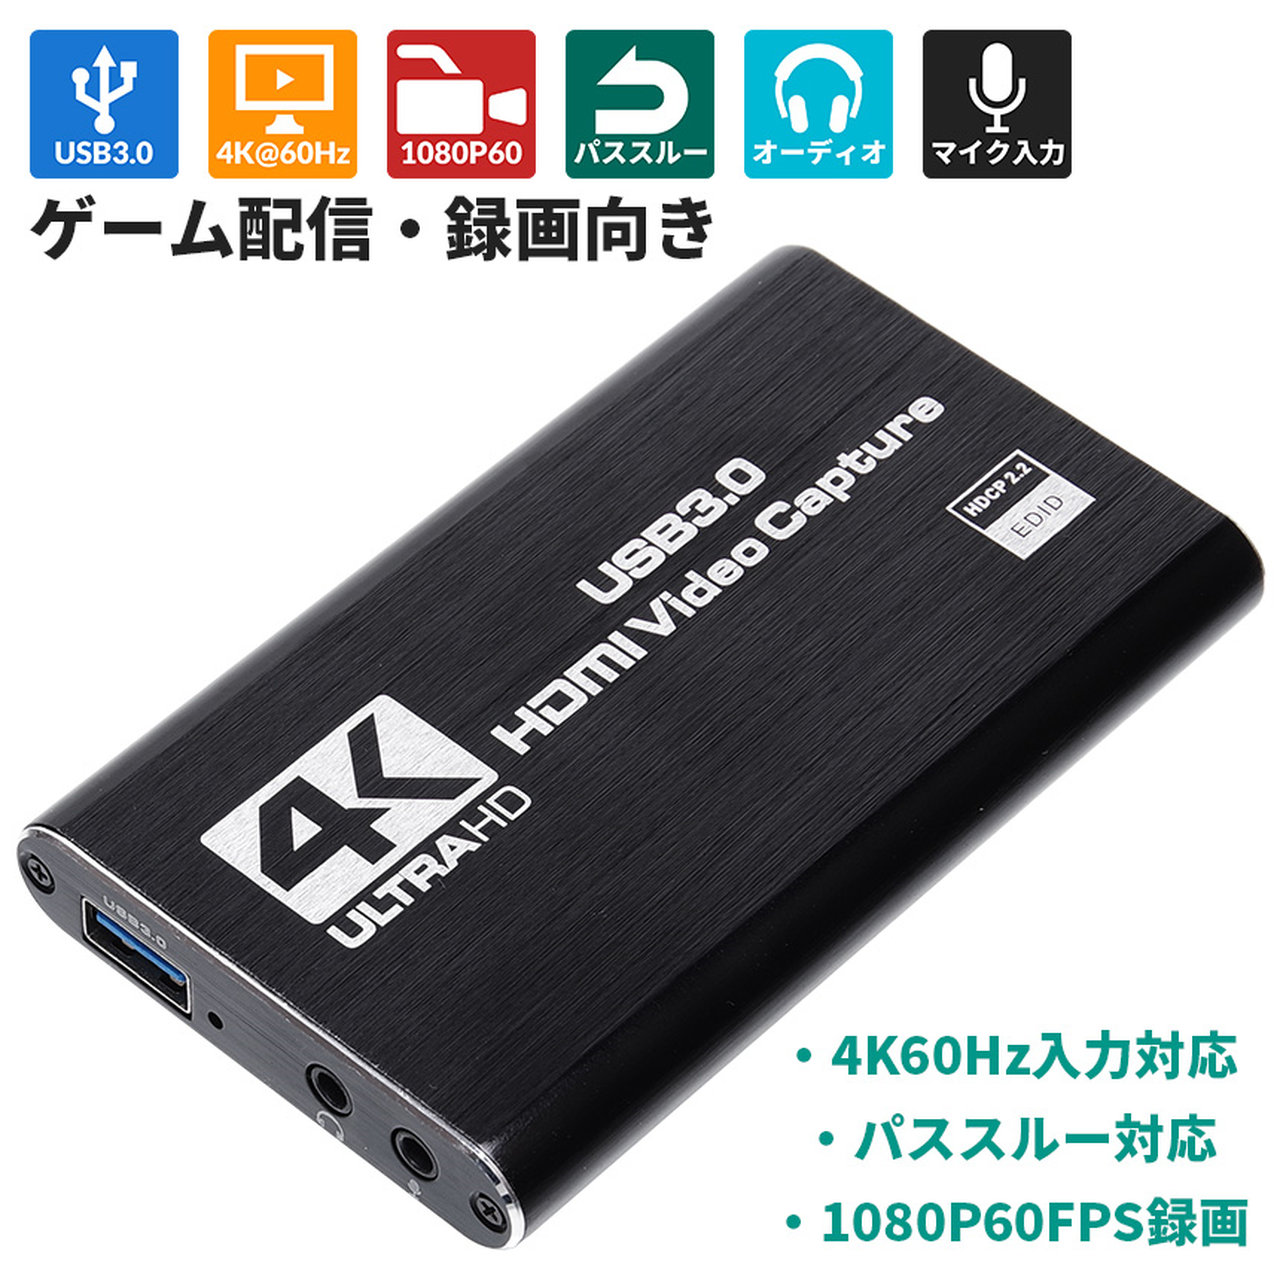 USB3.0
4K@60Hz
1080P60
パススルー
オーディオ
マイク入力
ゲーム配信・録画向き
USB3.0
HDMI Video Capture
HDCP 2.2
EDID
4K
ULTRAHD
USB3.0
・4K60Hz入力対応
・パススルー対応
・1080P60FPS録画